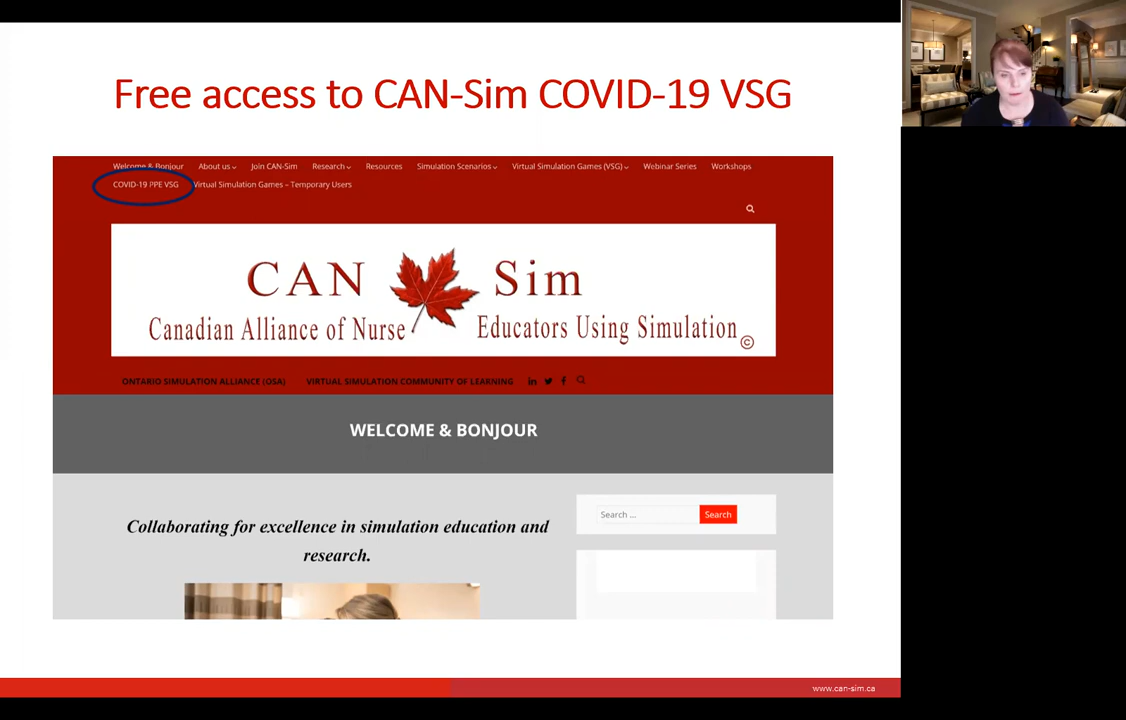 Free access to CAN-Sim COVID-19 VSG
Welcome & Bonjour About us Join CAN-Sim Research Resources Simulation Scenarios Virtual Simulation Games (VSG) Webinar Series Workshops
COVID-19 PPE VSG Virtual Simulation Games – Temporary Users
CAN Sim
Canadian Alliance of Nurse Educators Using Simulation ©
ONTARIO SIMULATION ALLIANCE (OSA) VIRTUAL SIMULATION COMMUNITY OF LEARNING in f
WELCOME & BONJOUR
Collaborating for excellence in simulation education and
research.
Search ... Search
www.can-sim.ca